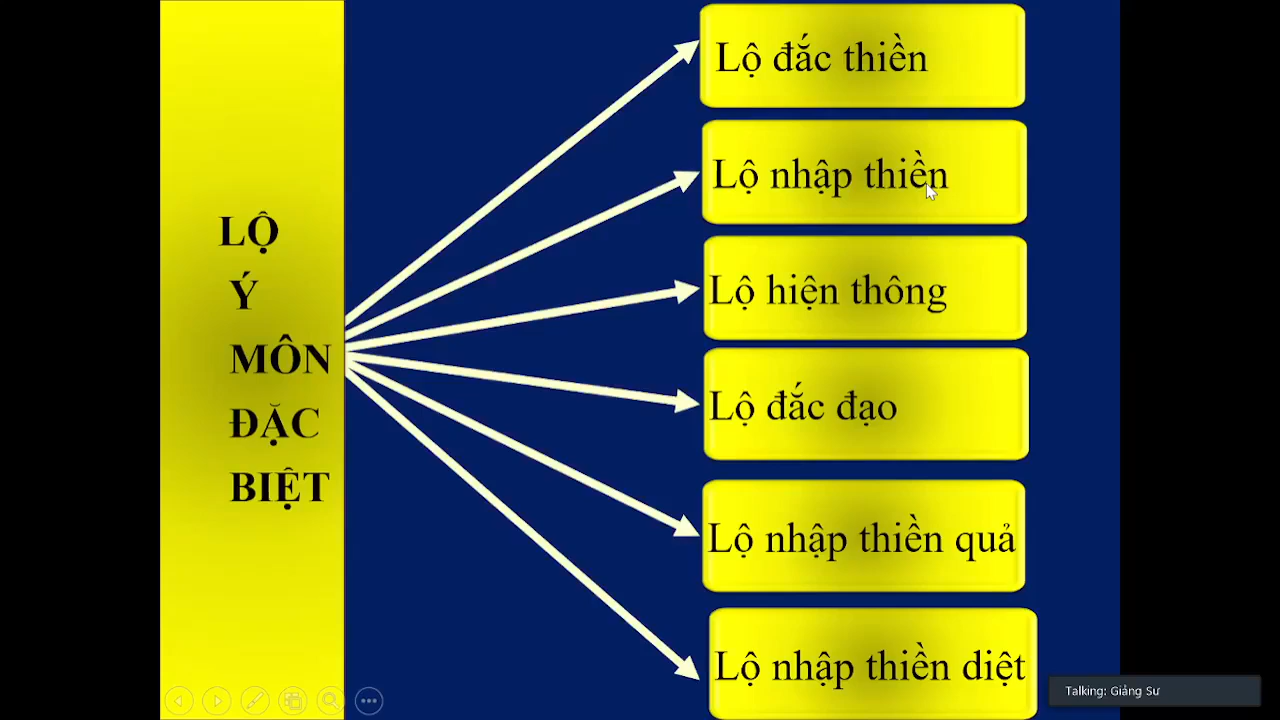 LỘ
Ý
MÔN
ĐẶC
BIỆT
Lộ đắc thiền
Lộ nhập thiền
Lộ hiện thông
Lộ đắc đạo
Lộ nhập thiền quả
Lộ nhập thiền diệt
Talking: Giảng Sư